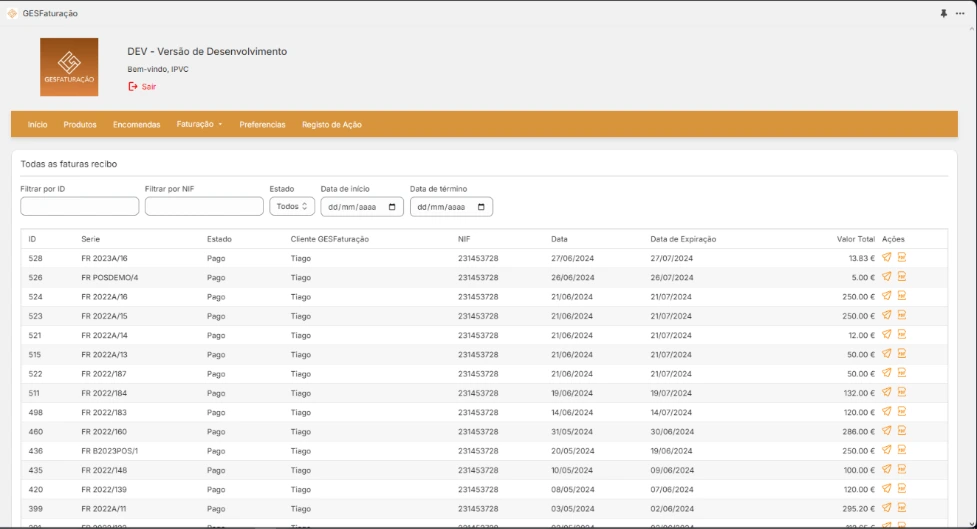 GESFaturação
GESFATURAÇÃO
DEV - Versão de Desenvolvimento
Bem-vindo, IPVC
Sair
Início Produtos Encomendas Faturação Preferencias Registo de Ação
Todas as faturas recibo
Filtrar por ID Filtrar por NIF Estado Data de início Data de término
Todos dd/mm/aaaa dd/mm/aaaa
ID Serie Estado Cliente GESFaturação NIF Data Data de Expiração Valor Total Ações
528 FR 2023A/16 Pago Tiago 231453728 27/06/2024 27/07/2024 13.83 €
526 FR POSDEMO/4 Pago Tiago 231453728 26/06/2024 26/07/2024 5.00 €
524 FR 2022A/16 Pago Tiago 231453728 21/06/2024 21/07/2024 250.00 €
523 FR 2022A/15 Pago Tiago 231453728 21/06/2024 21/07/2024 250.00 €
521 FR 2022A/14 Pago Tiago 231453728 21/06/2024 21/07/2024 12.00 €
515 FR 2022A/13 Pago Tiago 231453728 21/06/2024 21/07/2024 50.00 €
522 FR 2022/187 Pago Tiago 231453728 21/06/2024 21/07/2024 50.00 €
511 FR 2022/184 Pago Tiago 231453728 19/06/2024 19/07/2024 132.00 €
498 FR 2022/183 Pago Tiago 231453728 14/06/2024 14/07/2024 120.00 €
460 FR 2022/160 Pago Tiago 231453728 31/05/2024 30/06/2024 286.00 €
436 FR B2023POS/1 Pago Tiago 231453728 20/05/2024 19/06/2024 250.00 €
435 FR 2022/148 Pago Tiago 231453728 10/05/2024 09/06/2024 100.00 €
420 FR 2022/139 Pago Tiago 231453728 08/05/2024 07/06/2024 120.00 €
399 FR 2022A/11 Pago Tiago 231453728 03/05/2024 02/06/2024 295.20 €